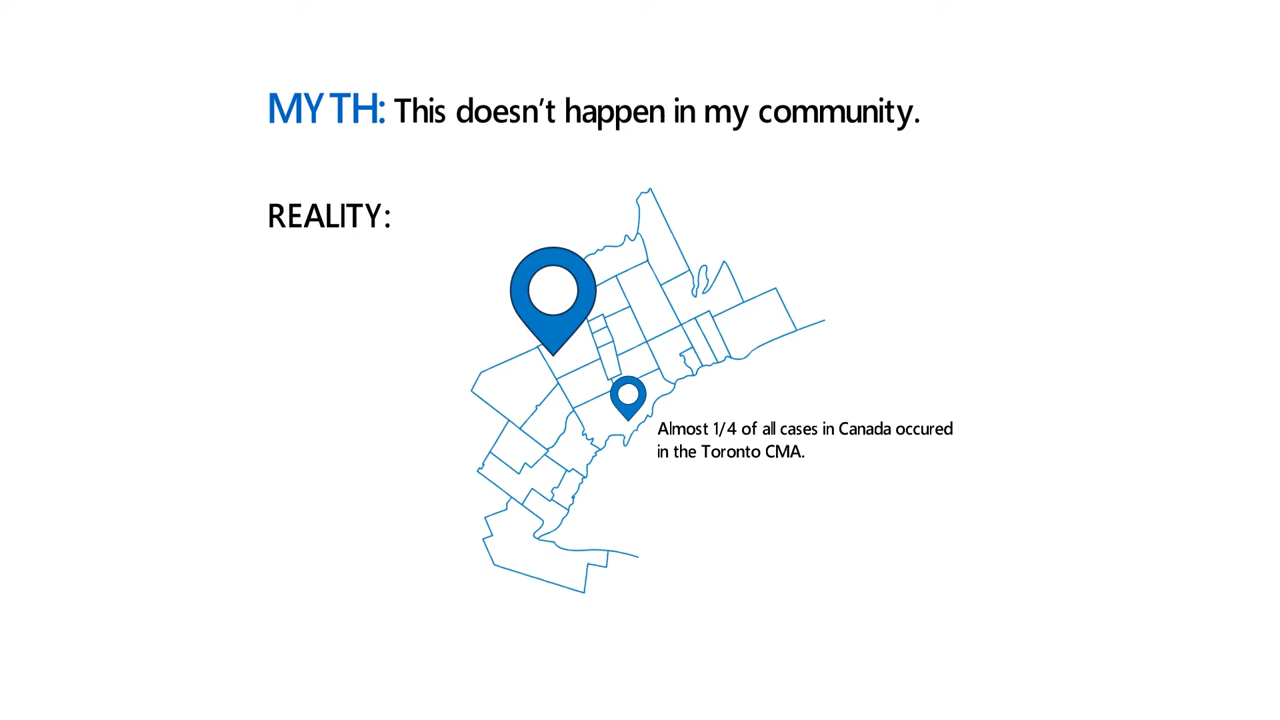 MYTH: This doesn't happen in my community.
REALITY:
Almost 1/4 of all cases in Canada occured
in the Toronto CMA.